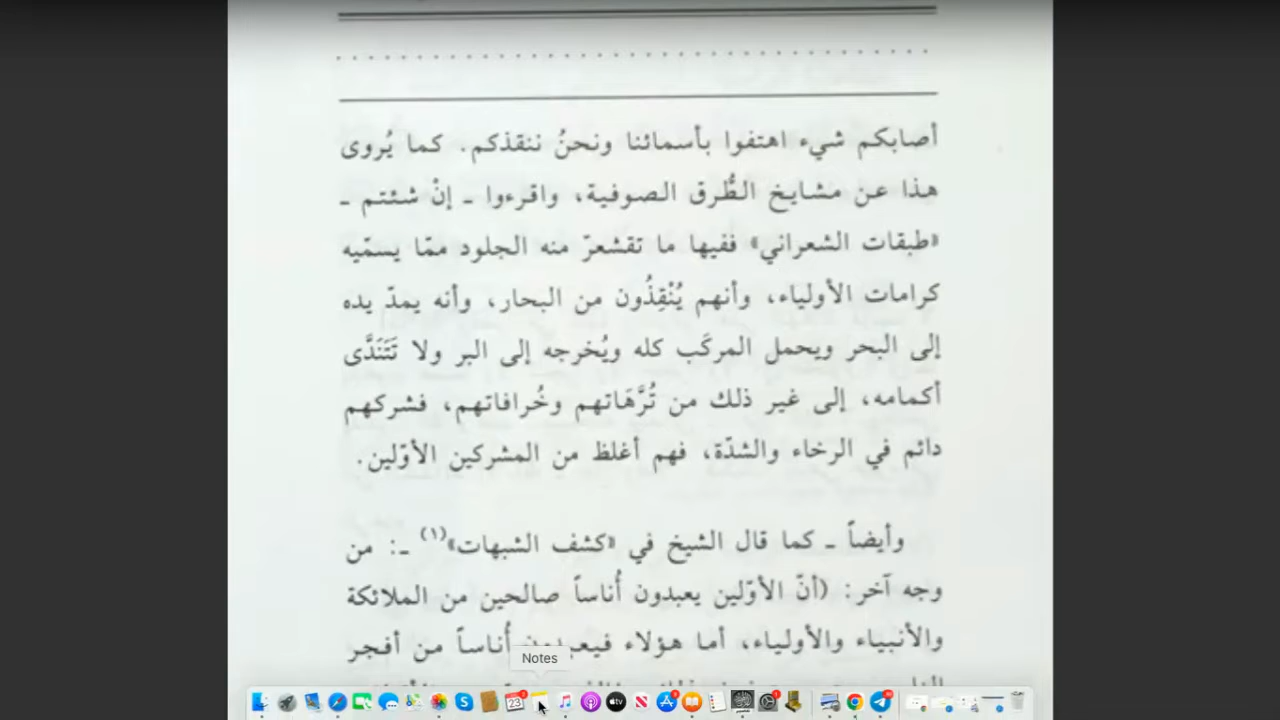 أصابكم شيء اهتفوا بأسمائنا ونحنُ ننقذكم. كما يُروى
هذا عن مشايخ الطُّرق الصوفية، واقرءوا ـ إنْ شئتم ـ
«طبقات الشعراني» ففيها ما تقشعرّ منه الجلود ممّا يسمّيه
كرامات الأولياء، وأنهم يُنْقِذُون من البحار، وأنه يمدّ يده
إلى البحر ويحمل المركَب كله ويُخرجه إلى البر ولا تَتَنَدَّى
أكمامه، إلى غير ذلك من تُرَّهَاتهم وخُرافاتهم، فشركهم
دائم في الرخاء والشدّة، فهم أغلظ من المشركين الأوّلين.
وأيضاً ـ كما قال الشيخ في «كشف الشبهات»(١) ـ: من
وجه آخر: (أنّ الأوّلين يعبدون أُناساً صالحين من الملائكة
والأنبياء والأولياء، أما هؤلاء فيعبدون أُناساً من أفجر
Notes
23